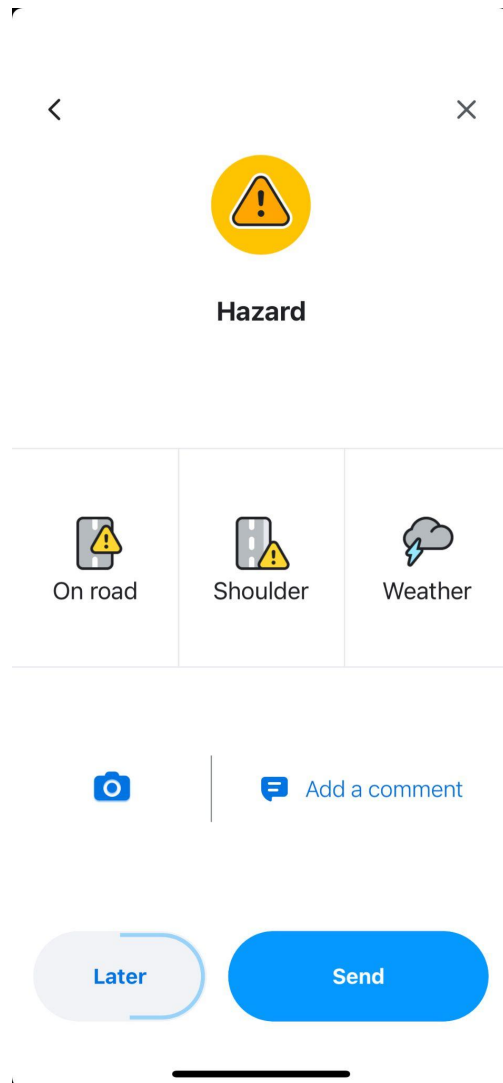 Hazard
On road
Shoulder
Weather
Add a comment
Later
Send